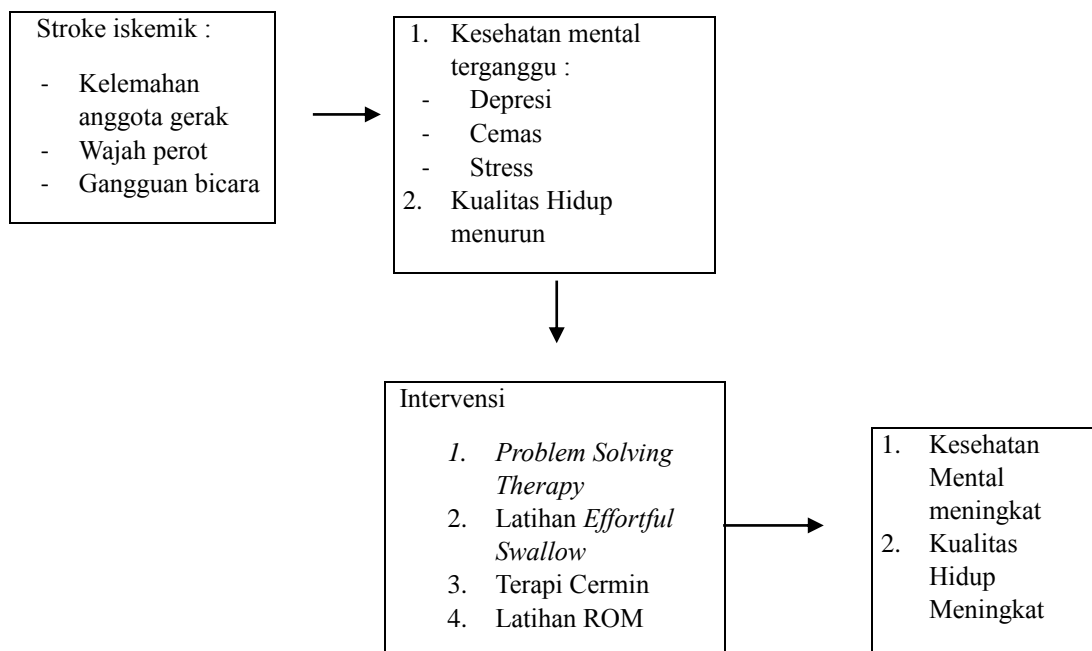 Stroke iskemik :
- Kelemahan
anggota gerak
- Wajah perot
- Gangguan bicara
1. Kesehatan mental
terganggu :
- Depresi
- Cemas
- Stress
2. Kualitas Hidup
menurun
Intervensi
1. Problem Solving
Therapy
2. Latihan Effortful
Swallow
3. Terapi Cermin
4. Latihan ROM
1. Kesehatan
Mental
meningkat
2. Kualitas
Hidup
Meningkat